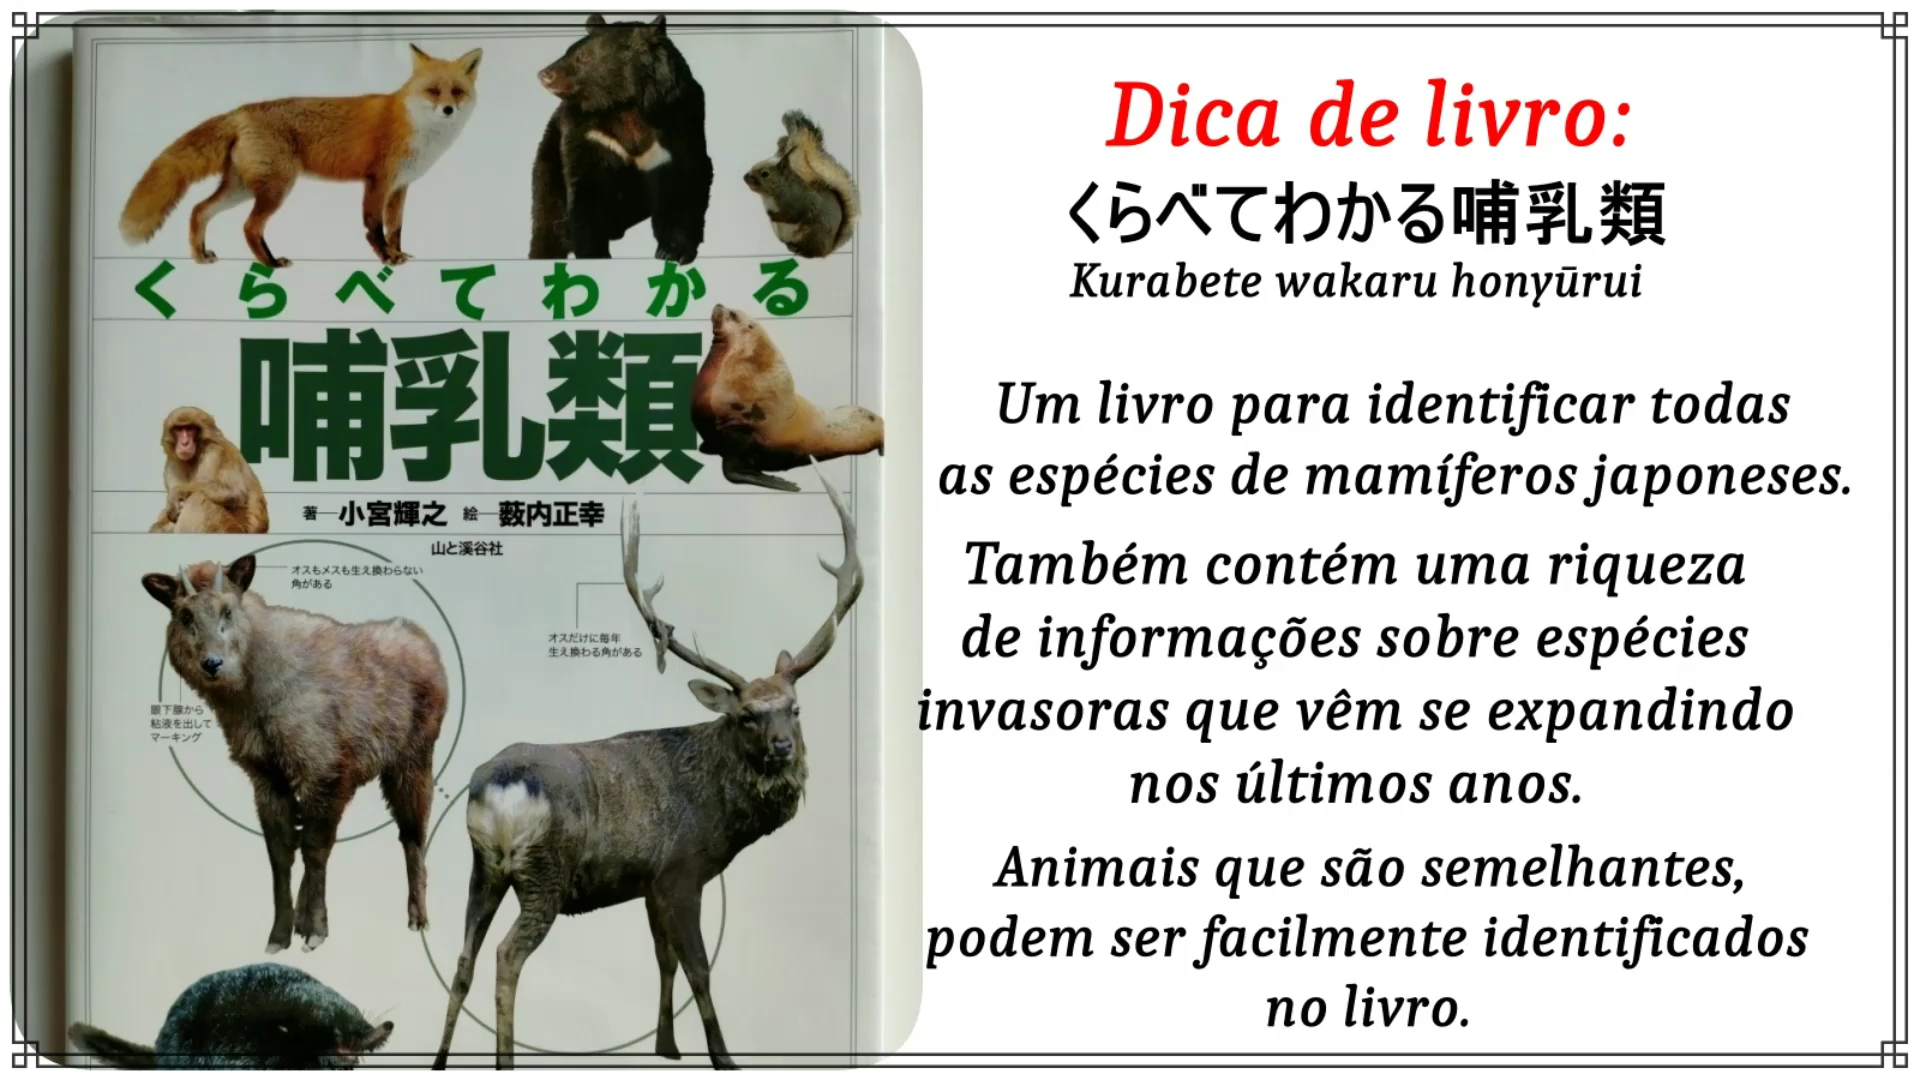 くらべてわかる
哺乳類
著─小宮輝之 絵─薮内正幸
山と溪谷社
オスもメスも生え換わらない
角がある
オスだけに毎年
生え換わる角がある
眼下腺から
粘液を出して
マーキング
Dica de livro:
くらべてわかる哺乳類
Kurabete wakaru honyūrui
Um livro para identificar todas
as espécies de mamíferos japoneses.
Também contém uma riqueza
de informações sobre espécies
invasoras que vêm se expandindo
nos últimos anos.
Animais que são semelhantes,
podem ser facilmente identificados
no livro.